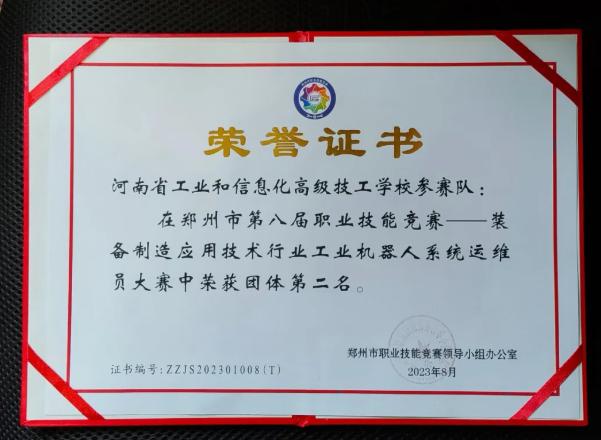 荣誉证书
河南省工业和信息化高级技工学校参赛队：
在郑州市第八届职业技能竞赛——装
备制造应用技术行业工业机器人系统运维
员大赛中荣获团体第二名。
郑州市职业技能竞赛领导小组办公室
证书编号:ZZJS202301008(T)
2023年8月